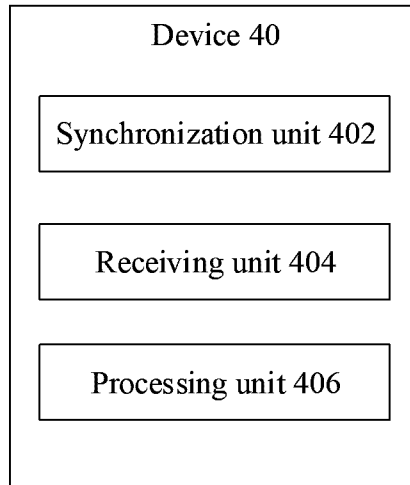 Device 40
Synchronization unit 402
Receiving unit 404
Processing unit 406